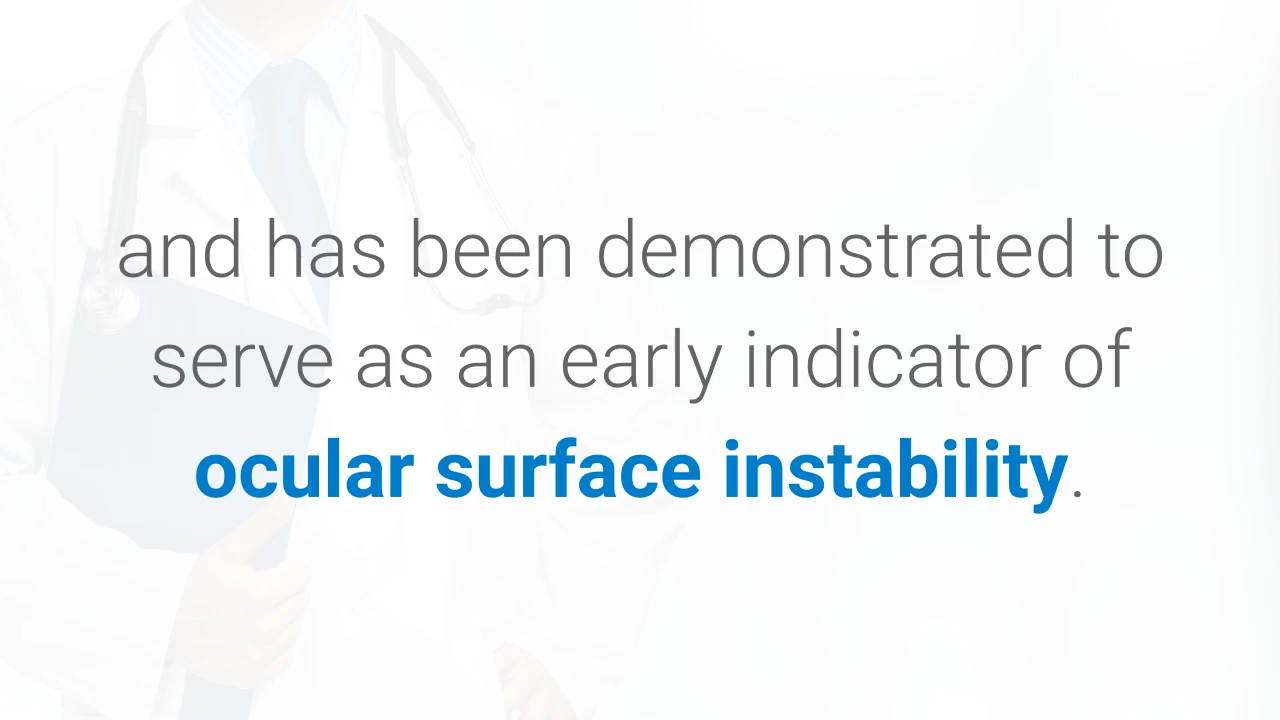 and has been demonstrated to
serve as an early indicator of
ocular surface instability.